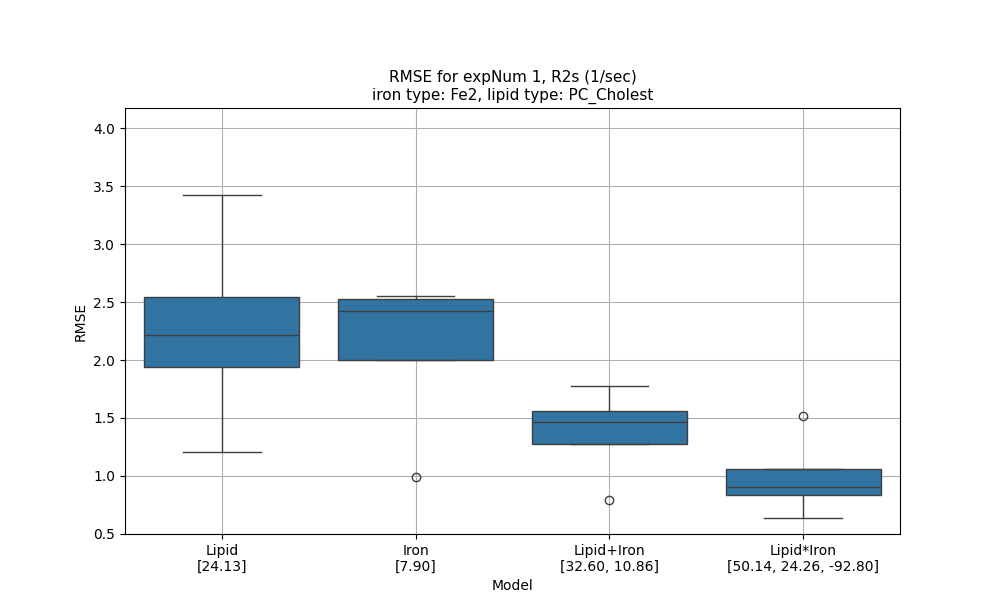 RMSE for expNum 1, R2s (1/sec)
iron type: Fe2, lipid type: PC_Cholest
RMSE
4.0
3.5
3.0
2.5
2.0
1.5
1.0
0.5
Lipid
[24.13]
Iron
[7.90]
Lipid+Iron
[32.60, 10.86]
Lipid*Iron
[50.14, 24.26, -92.80]
Model